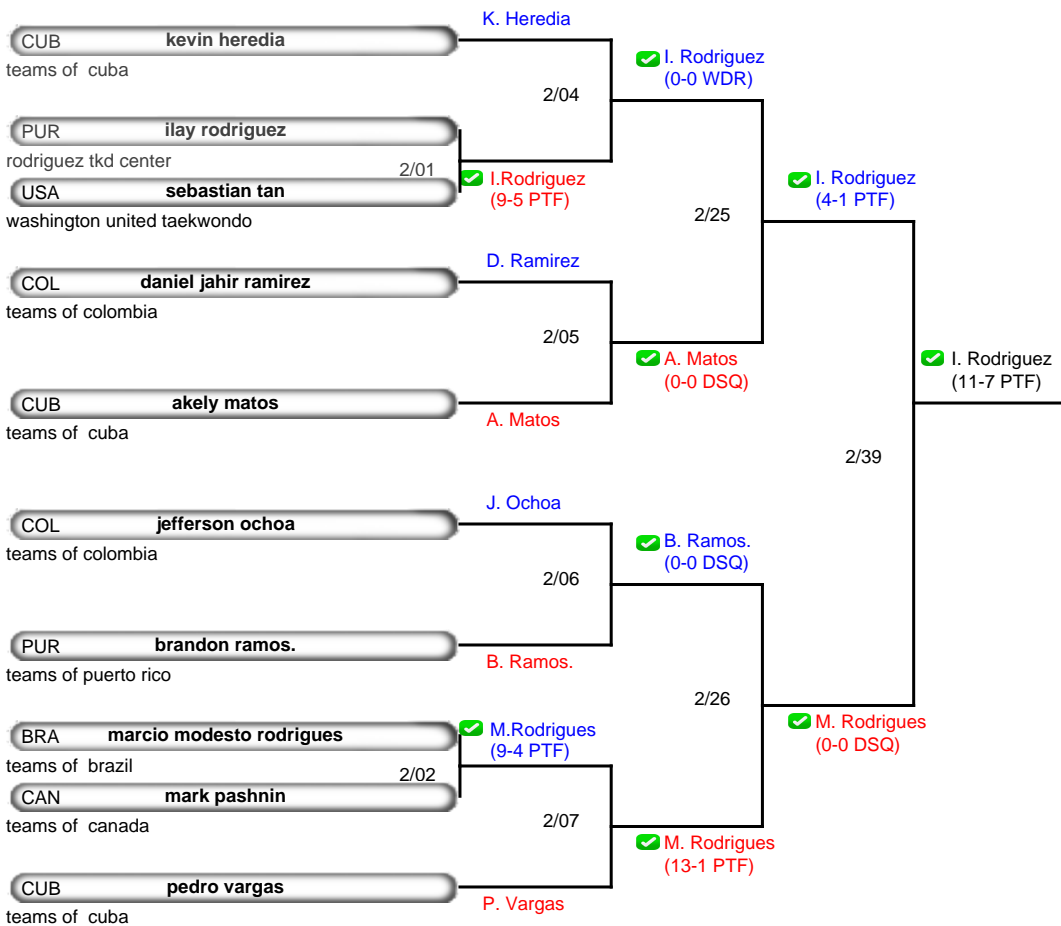 K. Heredia
CUB kevin heredia
teams of  cuba
I. Rodriguez
(0-0 WDR)
2/04
PUR ilay rodriguez
rodriguez tkd center
2/01
I.Rodriguez
(9-5 PTF)
USA sebastian tan
washington united taekwondo
I. Rodriguez
(4-1 PTF)
2/25
D. Ramirez
COL daniel jahir ramirez
teams of colombia
2/05
A. Matos
(0-0 DSQ)
I. Rodriguez
(11-7 PTF)
CUB akely matos
A. Matos
teams of  cuba
2/39
J. Ochoa
COL jefferson ochoa
teams of colombia
B. Ramos.
(0-0 DSQ)
2/06
PUR brandon ramos.
B. Ramos.
teams of puerto rico
2/26
M. Rodrigues
(0-0 DSQ)
BRA marcio modesto rodrigues
M.Rodrigues
(9-4 PTF)
teams of  brazil
2/02
CAN mark pashnin
teams of  canada
2/07
M. Rodrigues
(13-1 PTF)
CUB pedro vargas
P. Vargas
teams of  cuba